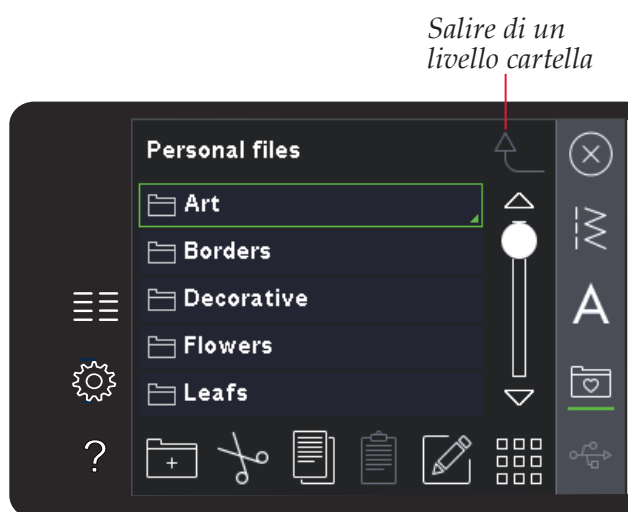 Salire di un
livello cartella
Personal files
Art
Borders
Decorative
Flowers
Leafs
A
?